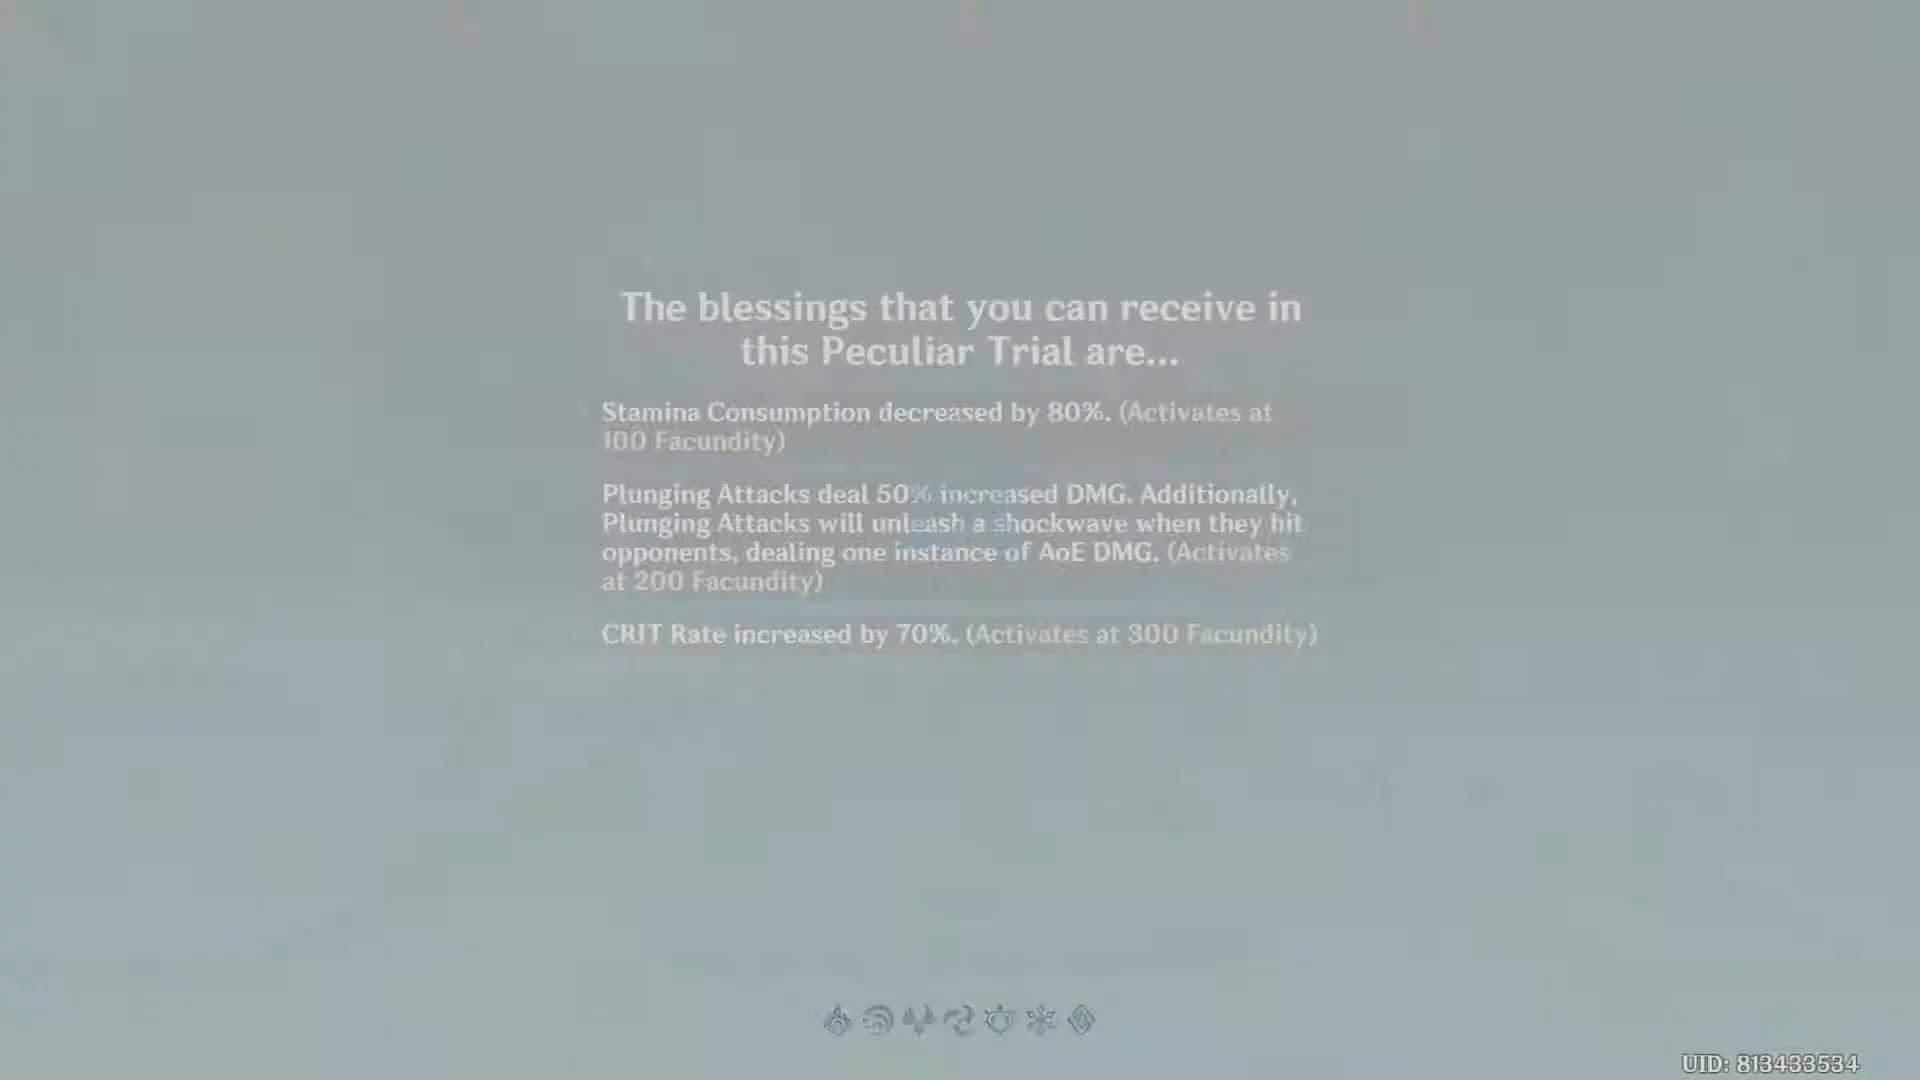 The blessings that you can receive in
this Peculiar Trial are...
Stamina Consumption decreased by 80%. (Activates at
100 Facundity)
Plunging Attacks deal 50% increased DMG. Additionally,
Plunging Attacks will unleash a shockwave when they hit
opponents, dealing one instance of AoE DMG. (Activates
at 200 Facundity)
CRIT Rate increased by 70%. (Activates at 300 Facundity)
UID: 813433534